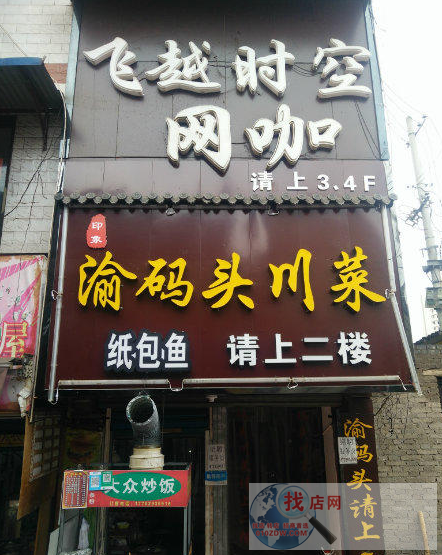 飞越时空
网咖
请上3.4F
印象
渝码头川菜
纸包鱼 请上二楼
屋
大众炒饭
渝码头请上
找店网